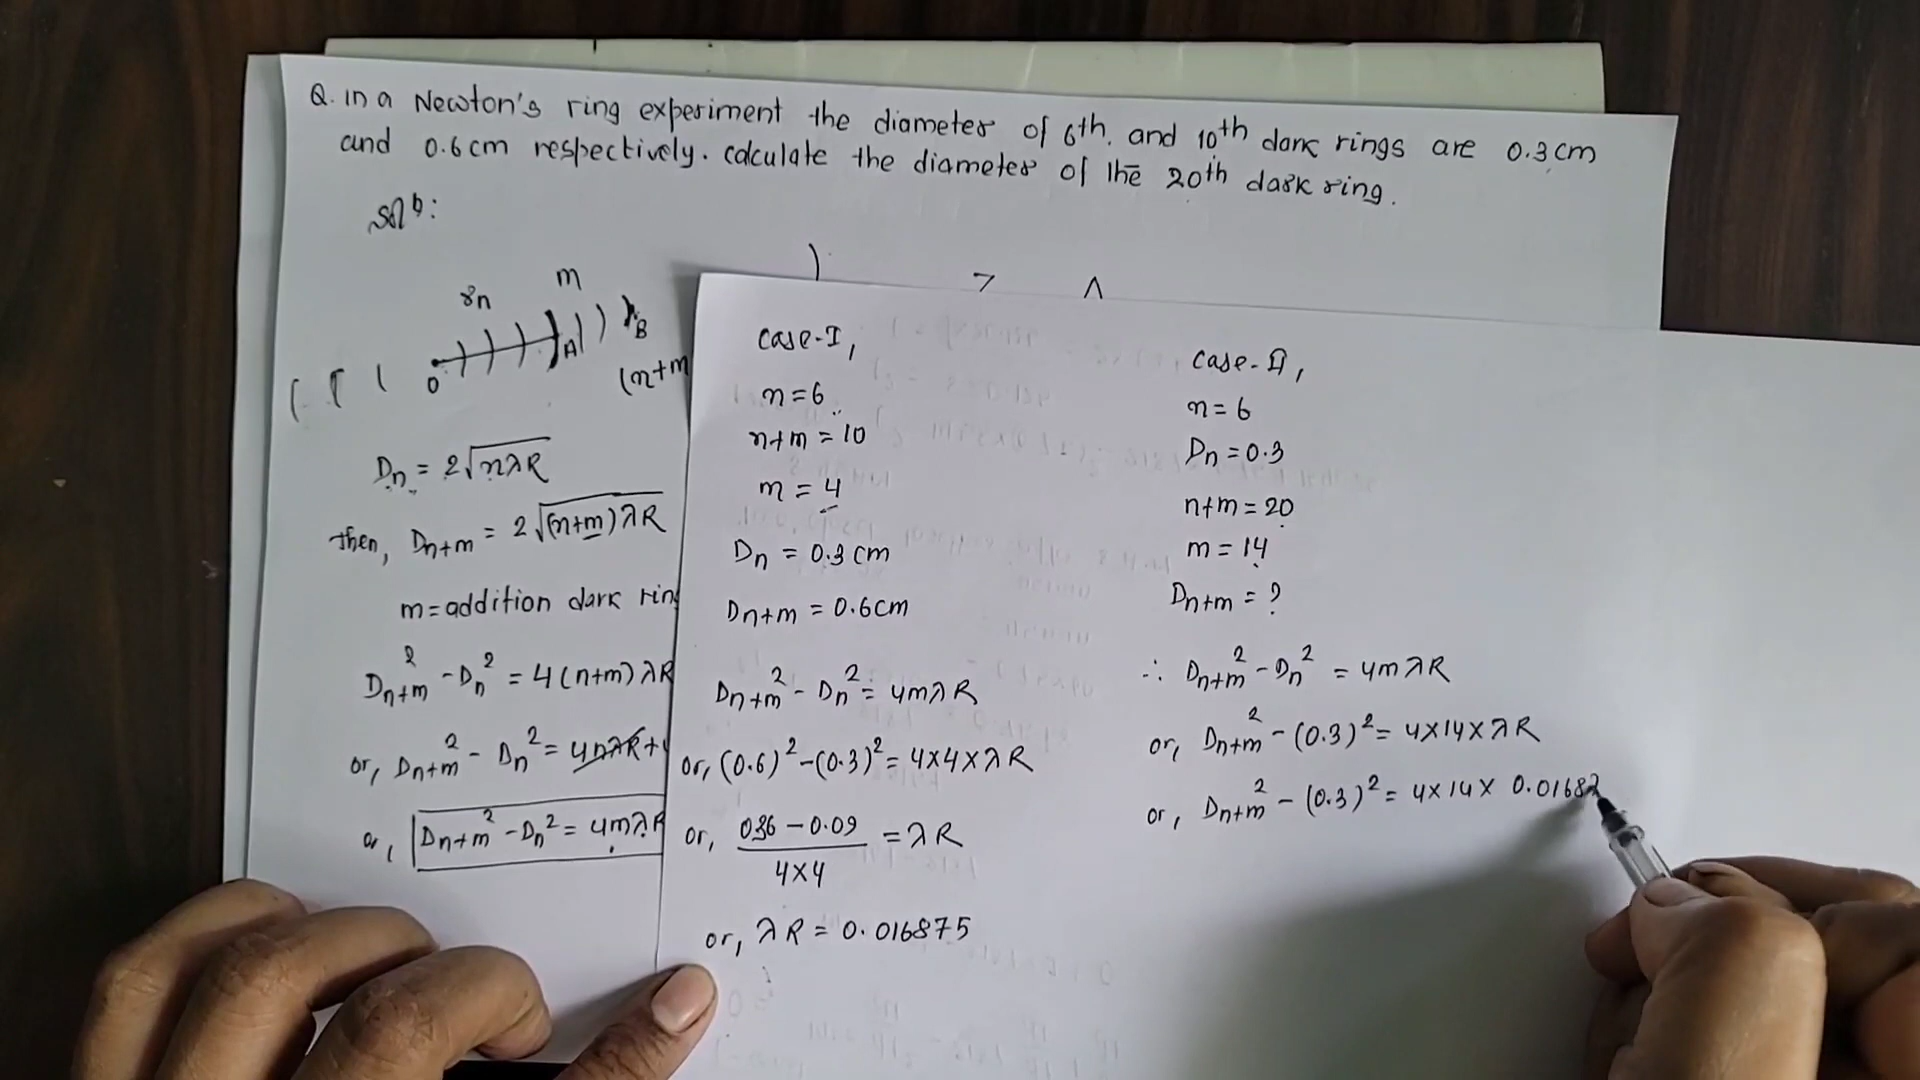 Q. In a Newton's ring experiment the diameter of 6th. and 10th dark rings are 0.3cm
and 0.6cm respectively. calculate the diameter of the 20th dark ring.
Solⁿ:
rn
m
O
A
B
(n+m
Dn = 2√nλR
then, Dn+m = 2√(n+m)λR
m=addition dark ring
Dn+m² - Dn² = 4(n+m)λR
or, Dn+m² - Dn² = 4nλR+
or, Dn+m² - Dn² = 4mλR
case-I,
n=6
n+m = 10
m = 4
Dn = 0.3cm
Dn+m = 0.6cm
Dn+m² - Dn² = 4mλR
or, (0.6)² - (0.3)² = 4×4×λR
or, 0.36 - 0.09 / 4×4 = λR
or, λR = 0.016875
case-II,
n=6
Dn = 0.3
n+m = 20
m = 14
Dn+m = ?
∴ Dn+m² - Dn² = 4mλR
or, Dn+m² - (0.3)² = 4×14×λR
or, Dn+m² - (0.3)² = 4×14× 0.0168